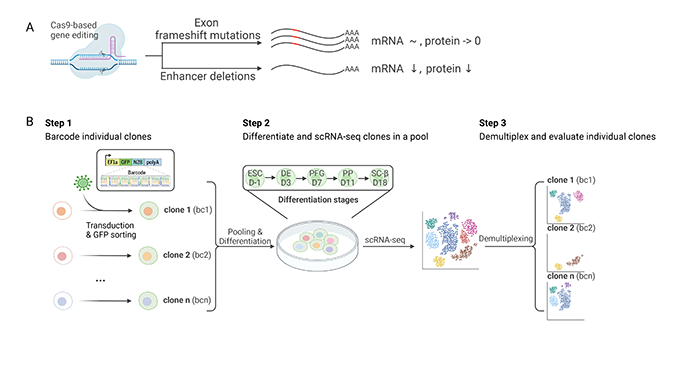 A
Cas9-based
gene editing
Exon
frameshift mutations
AAA
AAA
AAA
mRNA ~, protein -> 0
Enhancer deletions
AAA
mRNA ↓, protein ↓
B
Step 1
Barcode individual clones
EF1a GFP N28 polyA
Barcode
clone 1 (bc1)
Transduction
& GFP sorting
clone 2 (bc2)
...
clone n (bcn)
Pooling &
Differentiation
Step 2
Differentiate and scRNA-seq clones in a pool
ESC DE PFG PP SC-β
D-1 D3 D7 D11 D18
Differentiation stages
scRNA-seq
Step 3
Demultiplex and evaluate individual clones
Demultiplexing
clone 1 (bc1)
clone 2 (bc2)
clone n (bcn)